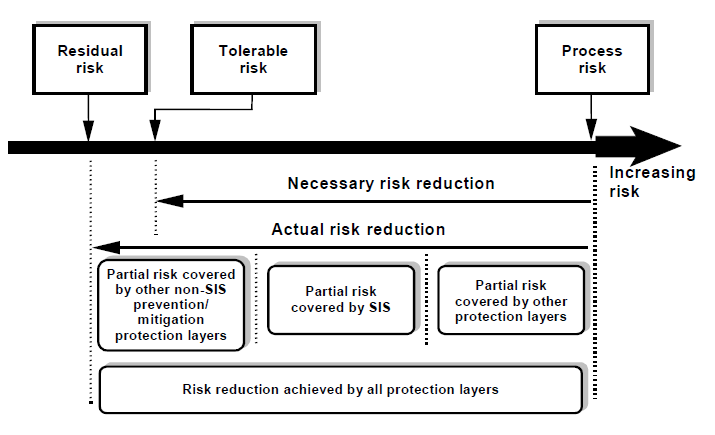 Residual
risk
Tolerable
risk
Process
risk
Increasing
risk
Necessary risk reduction
Actual risk reduction
Partial risk covered
by other non-SIS
prevention/
mitigation
protection layers
Partial risk
covered by SIS
Partial risk
covered by other
protection layers
Risk reduction achieved by all protection layers